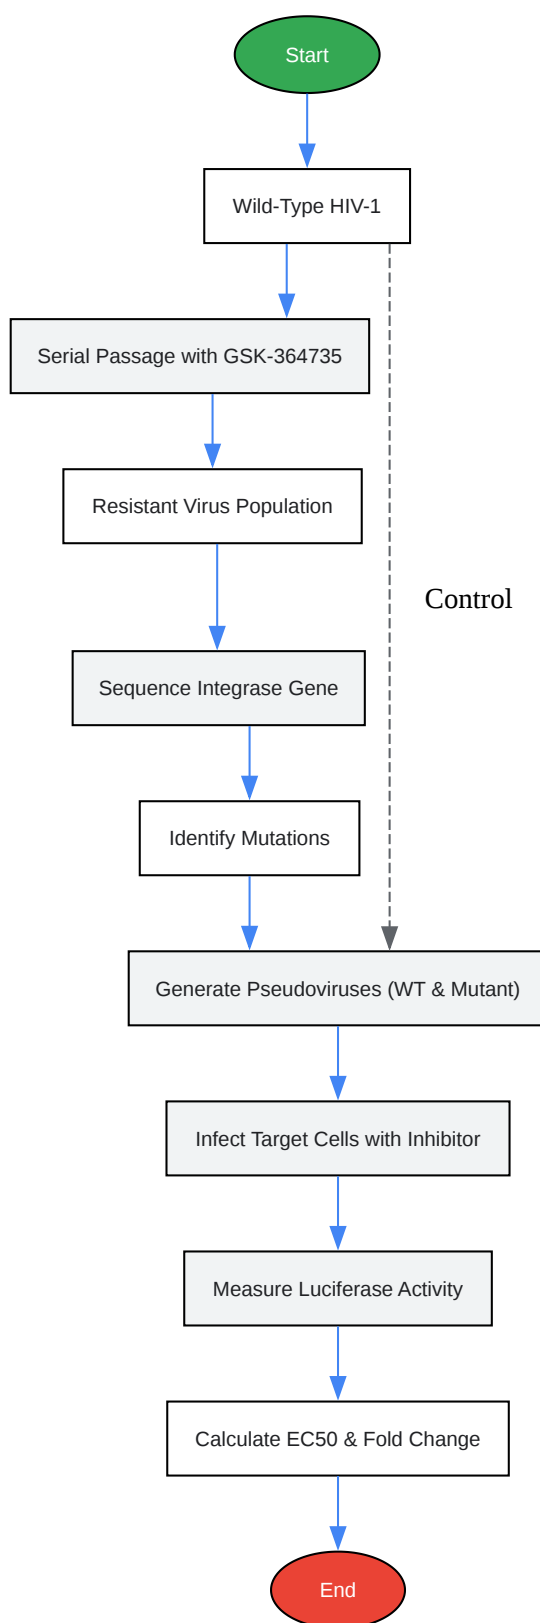 Start
Wild-Type HIV-1
Serial Passage with GSK-364735
Resistant Virus Population
Control
Sequence Integrase Gene
Identify Mutations
Generate Pseudoviruses (WT & Mutant)
Infect Target Cells with Inhibitor
Measure Luciferase Activity
Calculate EC50 & Fold Change
End